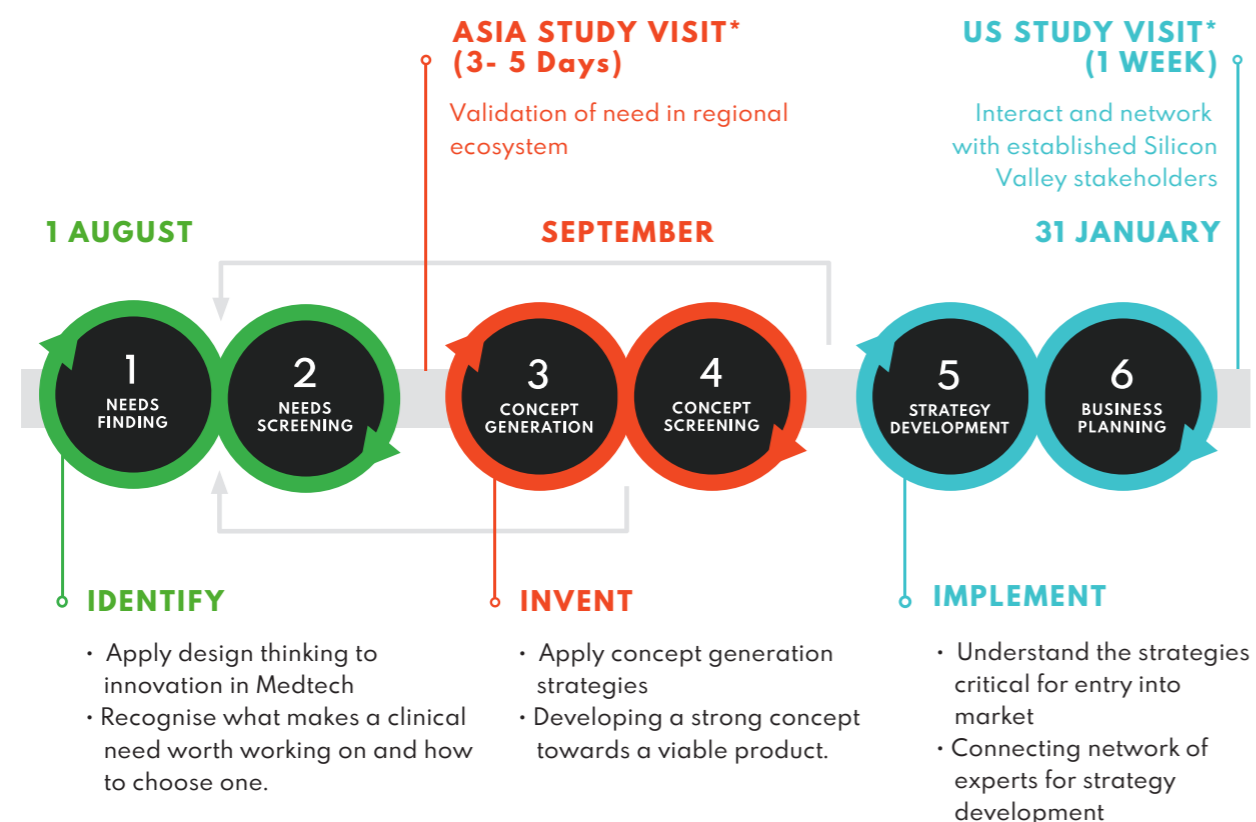 ASIA STUDY VISIT*
(3- 5 Days)
Validation of need in regional
ecosystem
US STUDY VISIT*
(1 WEEK)
Interact and network
with established Silicon
Valley stakeholders
1 AUGUST
SEPTEMBER
31 JANUARY
1
NEEDS
FINDING
2
NEEDS
SCREENING
3
CONCEPT
GENERATION
4
CONCEPT
SCREENING
5
STRATEGY
DEVELOPMENT
6
BUSINESS
PLANNING
IDENTIFY
• Apply design thinking to
innovation in Medtech
• Recognise what makes a clinical
need worth working on and how
to choose one.
INVENT
• Apply concept generation
strategies
• Developing a strong concept
towards a viable product.
IMPLEMENT
• Understand the strategies
critical for entry into
market
• Connecting network of
experts for strategy
development